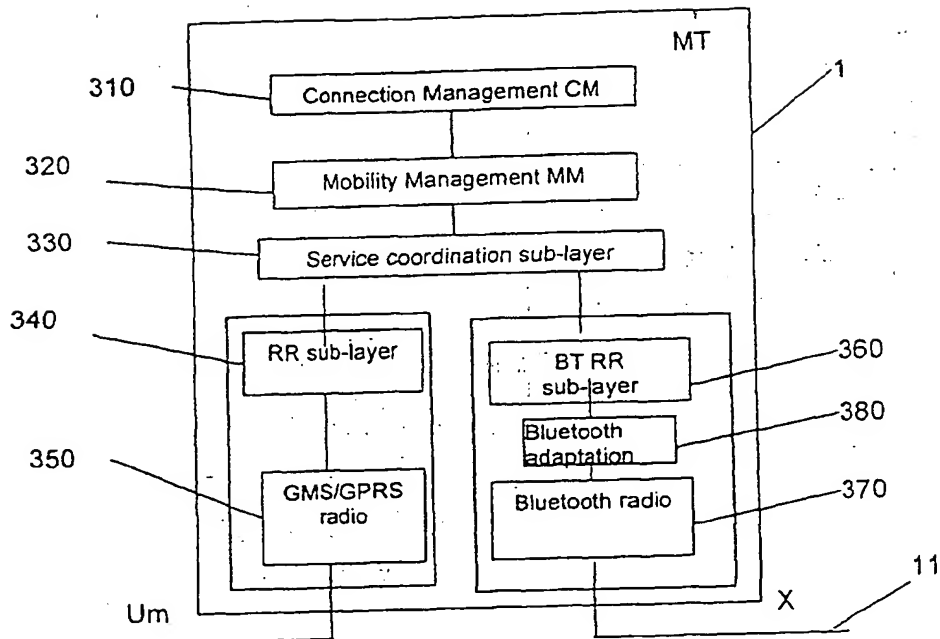 MT
1
310
Connection Management CM
320
Mobility Management MM
330
Service coordination sub-layer
340
RR sub-layer
BT RR
sub-layer
360
Bluetooth
adaptation
380
350
GMS/GPRS
radio
Bluetooth radio
370
11
Um
X